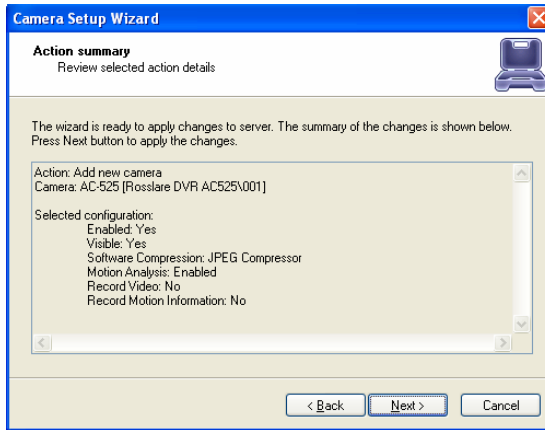 Camera Setup Wizard
Action summary
Review selected action details
The wizard is ready to apply changes to server. The summary of the changes is shown below.
Press Next button to apply the changes.
Action: Add new camera
Camera: AC-525 [Rosslare DVR AC525\001]
Selected configuration:
Enabled: Yes
Visible: Yes
Software Compression: JPEG Compressor
Motion Analysis: Enabled
Record Video: No
Record Motion Information: No
< Back
Next >
Cancel